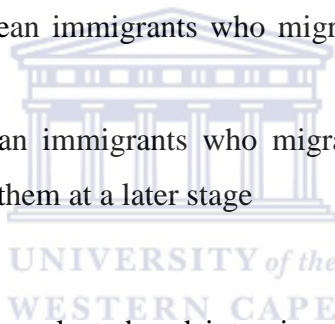 ean immigrants who migr
an immigrants who migra
them at a later stage
UNIVERSITY of the
WESTERN CAPE